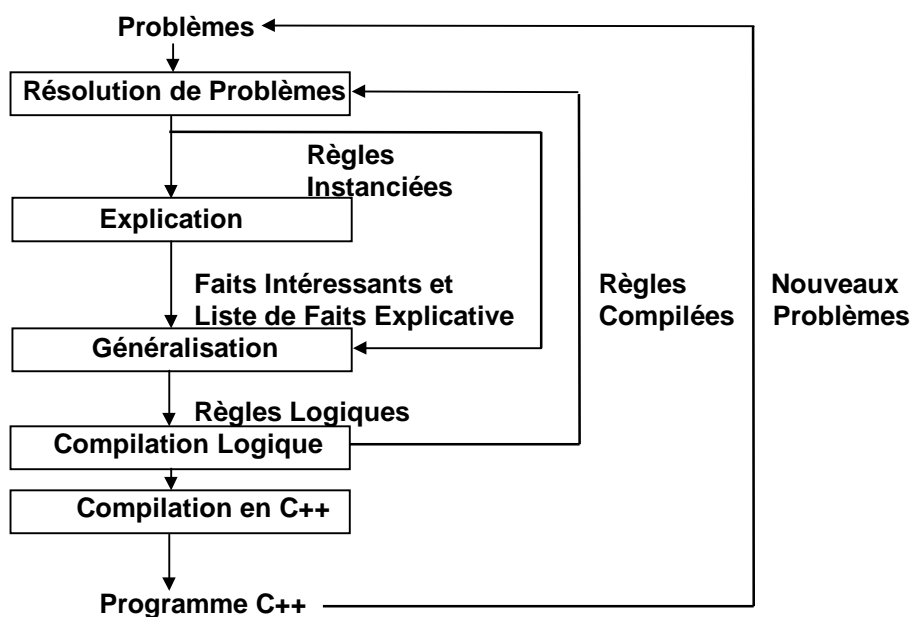 Problèmes
Résolution de Problèmes
Règles
Instanciées
Explication
Faits Intéressants et
Liste de Faits Explicative
Règles
Compilées
Nouveaux
Problèmes
Généralisation
Règles Logiques
Compilation Logique
Compilation en C++
Programme C++